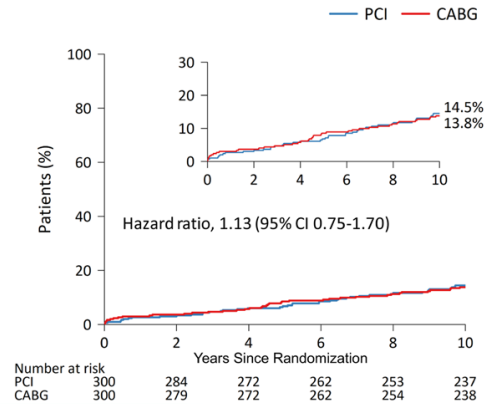 PCI CABG
100
80
60
40
20
0
Patients (%)
30
20
10
0
0 2 4 6 8 10
14.5%
13.8%
Hazard ratio, 1.13 (95% CI 0.75-1.70)
0 2 4 6 8 10
Years Since Randomization
Number at risk
PCI 300 284 272 262 253 237
CABG 300 279 272 262 254 238